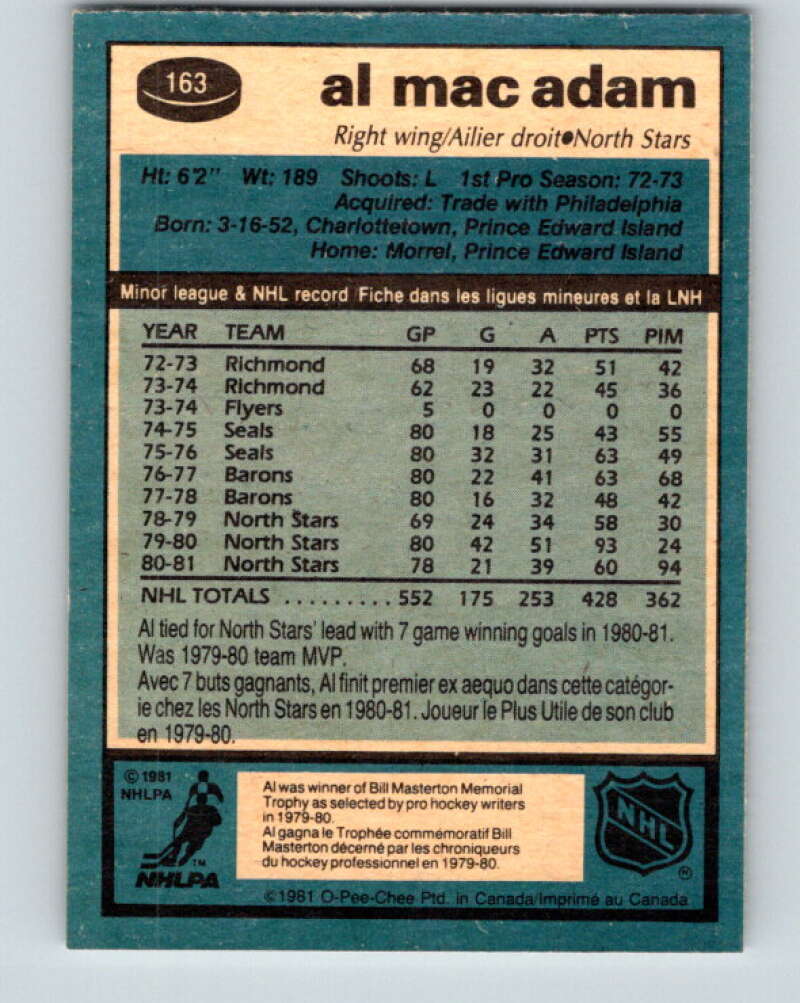 163
al mac adam
Right wing/Ailier droit●North Stars
Ht: 6'2" Wt: 189 Shoots: L 1st Pro Season: 72-73
Acquired: Trade with Philadelphia
Born: 3-16-52, Charlottetown, Prince Edward Island
Home: Morrel, Prince Edward Island
Minor league & NHL record Fiche dans les ligues mineures et la LNH
YEAR TEAM GP G A PTS PIM
72-73 Richmond 68 19 32 51 42
73-74 Richmond 62 23 22 45 36
73-74 Flyers 5 0 0 0 0
74-75 Seals 80 18 25 43 55
75-76 Seals 80 32 31 63 49
76-77 Barons 80 22 41 63 68
77-78 Barons 80 16 32 48 42
78-79 North Stars 69 24 34 58 30
79-80 North Stars 80 42 51 93 24
80-81 North Stars 78 21 39 60 94
NHL TOTALS .......... 552 175 253 428 362
Al tied for North Stars' lead with 7 game winning goals in 1980-81.
Was 1979-80 team MVP.
Avec 7 buts gagnants, Al finit premier ex aequo dans cette catégor-
ie chez les North Stars en 1980-81. Joueur le Plus Utile de son club
en 1979-80.
© 1981
NHLPA
TM
NHLPA
Al was winner of Bill Masterton Memorial
Trophy as selected by pro hockey writers
in 1979-80.
Al gagna le Trophée commémoratif Bill
Masterton décerné par les chroniqueurs
du hockey professionnel en 1979-80.
NHL
©1981 O-Pee-Chee Ptd. in Canada/Imprimé au Canada